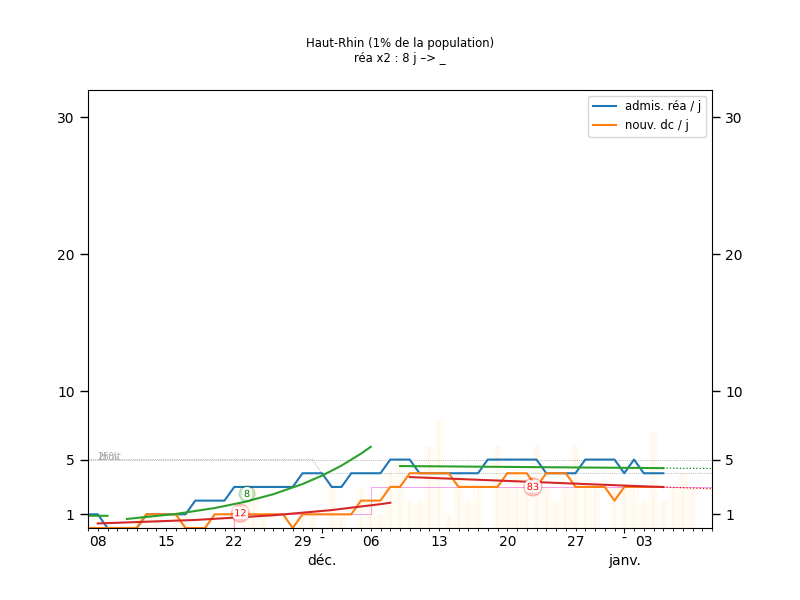 Haut-Rhin (1% de la population)
réa x2 : 8 j –> _
admis. réa / j
nouv. dc / j
30 30
20 20
10 10
5 5
1 1
8
12
83
08 15 22 29 - 06 13 20 27 - 03
déc. janv.